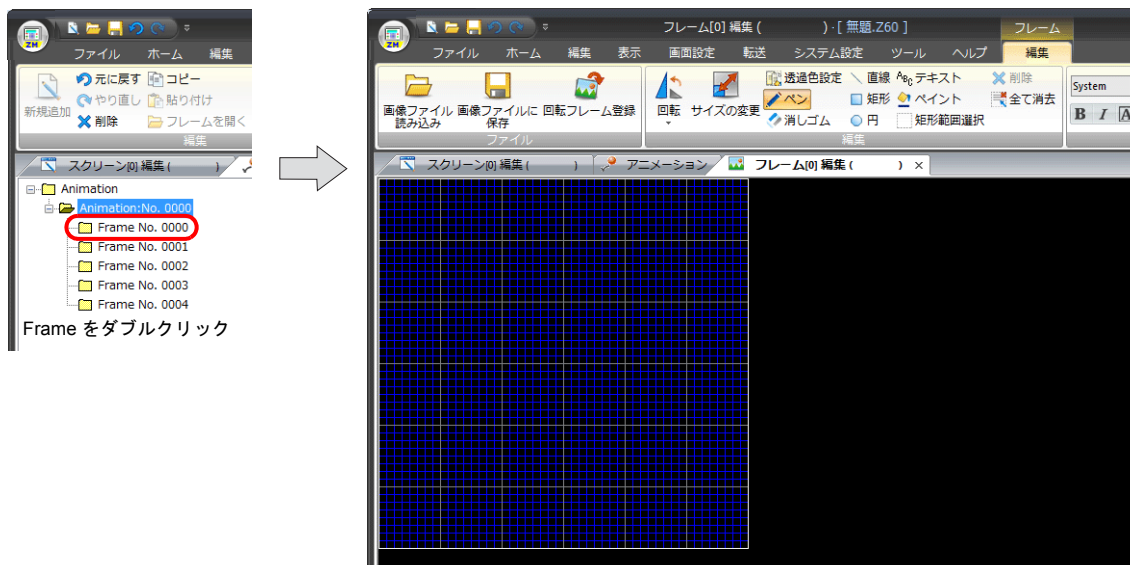 ZM
ファイル ホーム 編集
新規追加
元に戻す コピー
やり直し 貼り付け
削除 フレームを開く
編集
スクリーン[0] 編集 ( )
Animation
Animation:No. 0000
Frame No. 0000
Frame No. 0001
Frame No. 0002
Frame No. 0003
Frame No. 0004
Frame をダブルクリック
フレーム[0] 編集 ( ) - [ 無題.Z60 ]
フレーム
ZM
ファイル ホーム 編集 表示 画面設定 転送 システム設定 ツール ヘルプ 編集
画像ファイル 読み込み
画像ファイルに 保存
回転フレーム登録
ファイル
回転 サイズの変更
透過色設定 直線 ABC テキスト 削除
ペン 矩形 ペイント 全て消去
消しゴム 円 矩形範囲選択
編集
System
B I A
スクリーン[0] 編集 ( ) アニメーション フレーム[0] 編集 ( ) ×